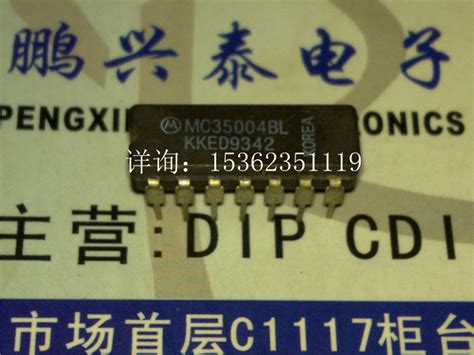 鹏兴泰电子
PENGXIN
ONICS
MC35004BL
KKED9342
KOREA
详询：15362351119
主营:DIP CDI
市场首层C1117柜台